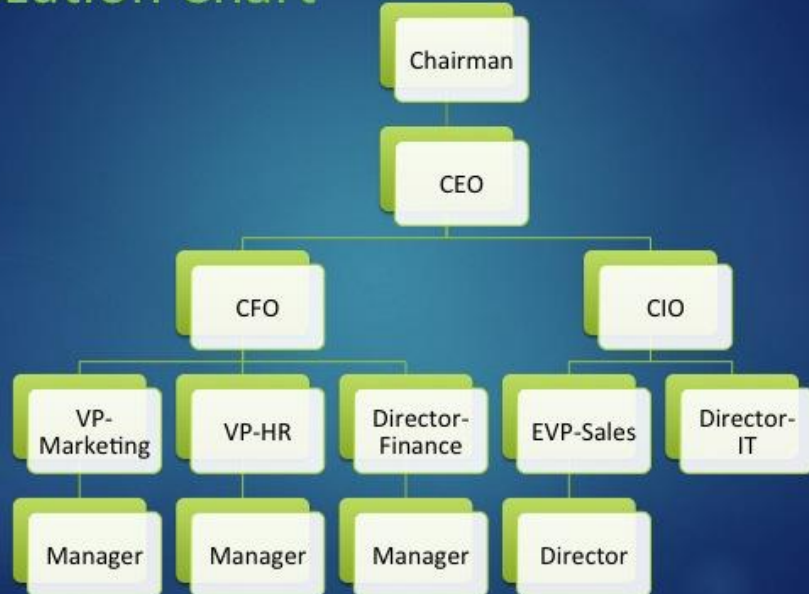 Chairman
CEO
CFO
CIO
VP-
Marketing
VP-HR
Director-
Finance
EVP-Sales
Director-
IT
Manager
Manager
Manager
Director